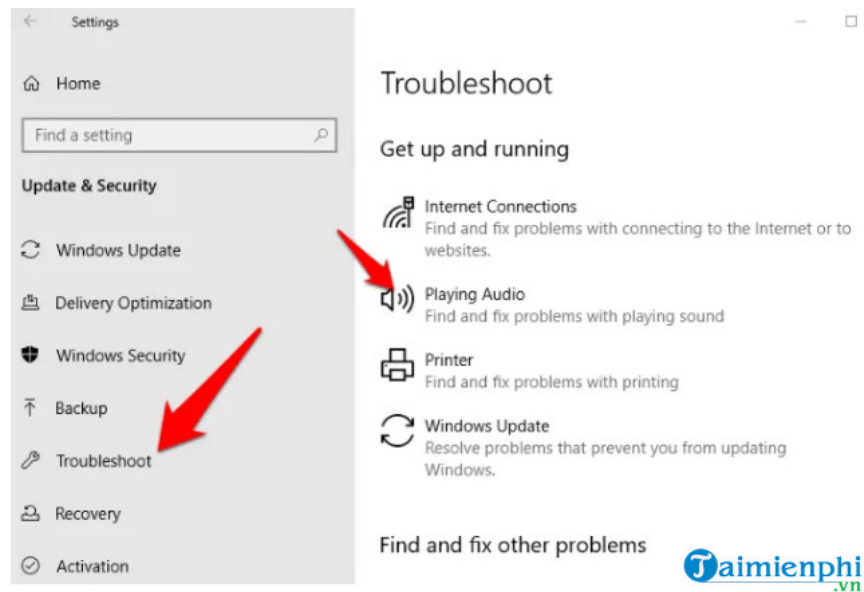 Settings
Home
Find a setting
Update & Security
Windows Update
Delivery Optimization
Windows Security
Backup
Troubleshoot
Recovery
Activation
Troubleshoot
Get up and running
Internet Connections
Find and fix problems with connecting to the Internet or to
websites.
Playing Audio
Find and fix problems with playing sound
Printer
Find and fix problems with printing
Windows Update
Resolve problems that prevent you from updating
Windows.
Find and fix other problems
Taimienphi
.vn